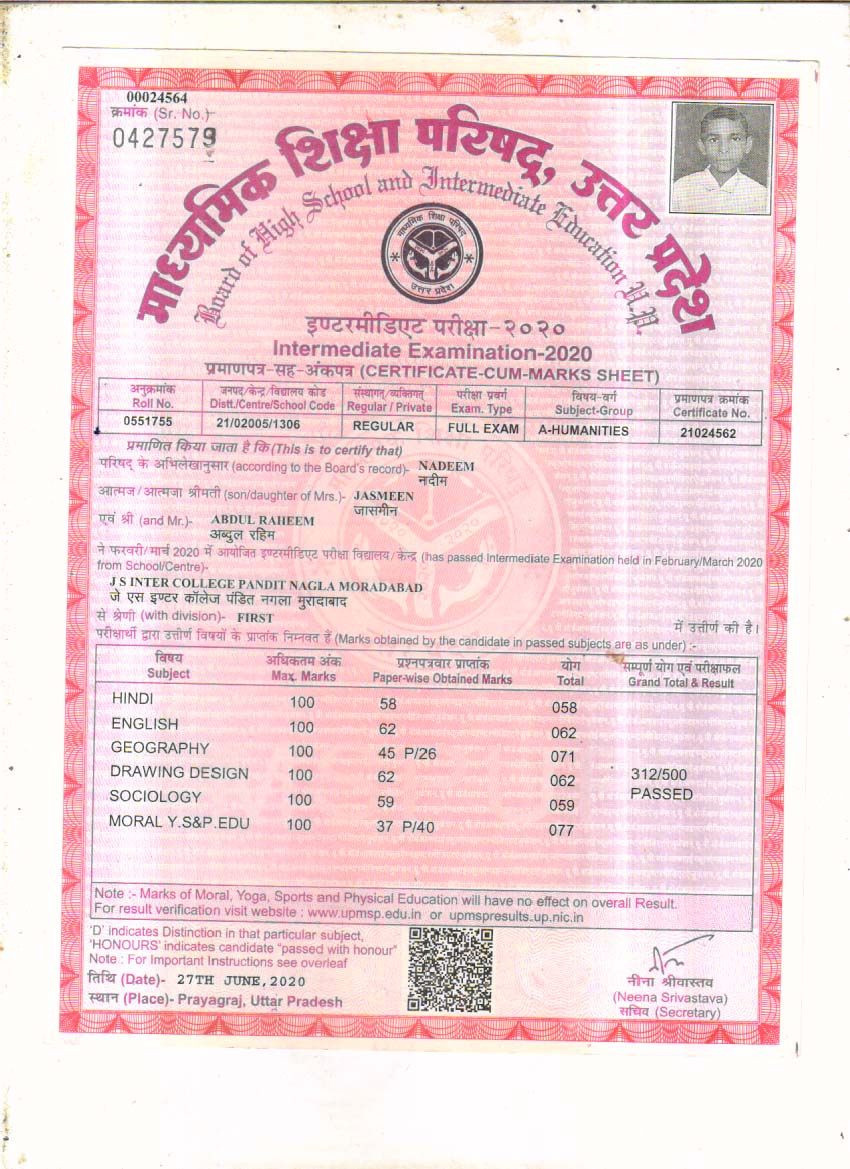 00024564
क्रमांक (Sr. No.)-
0427579
माध्यमिक शिक्षा परिषद्, उत्तर प्रदेश
Board of High School and Intermediate Education U.P.
माध्यमिक शिक्षा परिषद्
उत्तर प्रदेश
इण्टरमीडिएट परीक्षा-२०२०
Intermediate Examination-2020
प्रमाणपत्र-सह-अंकपत्र (CERTIFICATE-CUM-MARKS SHEET)
अनुक्रमांक जनपद/केन्द्र/विद्यालय कोड संस्थागत/व्यक्तिगत परीक्षा प्रवर्ग विषय-वर्ग प्रमाणपत्र क्रमांक
Roll No. Distt./Centre/School Code Regular / Private Exam. Type Subject-Group Certificate No.
0551755 21/02005/1306 REGULAR FULL EXAM A-HUMANITIES 21024562
प्रमाणित किया जाता है कि (This is to certify that)
परिषद् के अभिलेखानुसार (according to the Board's record)- NADEEM
नदीम
आत्मज/आत्मजा श्रीमती (son/daughter of Mrs.)- JASMEEN
जासमीन
एवं श्री (and Mr.)- ABDUL RAHEEM
अब्दुल रहिम
ने फरवरी/मार्च 2020 में आयोजित इण्टरमीडिएट परीक्षा विद्यालय/ केन्द्र (has passed Intermediate Examination held in February/March 2020
from School/Centre)-
J S INTER COLLEGE PANDIT NAGLA MORADABAD
जे एस इण्टर कॉलेज पंडित नगला मुरादाबाद
से श्रेणी (with division)- FIRST में उत्तीर्ण की है।
परीक्षार्थी द्वारा उत्तीर्ण विषयों के प्राप्तांक निम्नवत हैं (Marks obtained by the candidate in passed subjects are as under) :-
विषय अधिकतम अंक प्रश्नपत्रवार प्राप्तांक योग सम्पूर्ण योग एवं परीक्षाफल
Subject Max. Marks Paper-wise Obtained Marks Total Grand Total & Result
HINDI 100 58 058
ENGLISH 100 62 062
GEOGRAPHY 100 45 P/26 071
DRAWING DESIGN 100 62 062 312/500
SOCIOLOGY 100 59 059 PASSED
MORAL Y.S&P.EDU 100 37 P/40 077
Note :- Marks of Moral, Yoga, Sports and Physical Education will have no effect on overall Result.
For result verification visit website : www.upmsp.edu.in or upmspresults.up.nic.in
'D' indicates Distinction in that particular subject,
'HONOURS' indicates candidate "passed with honour"
Note : For Important Instructions see overleaf
तिथि (Date)- 27TH JUNE,2020
स्थान (Place)- Prayagraj, Uttar Pradesh
नीना श्रीवास्तव
(Neena Srivastava)
सचिव (Secretary)